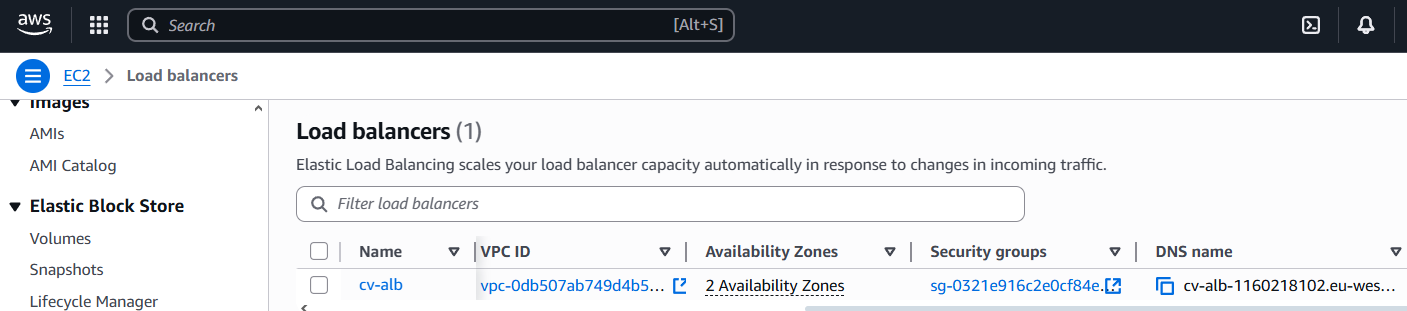 aws
Search [Alt+S]
EC2 > Load balancers
Images
AMIs
AMI Catalog
Elastic Block Store
Volumes
Snapshots
Lifecycle Manager
Load balancers (1)
Elastic Load Balancing scales your load balancer capacity automatically in response to changes in incoming traffic.
Filter load balancers
Name VPC ID Availability Zones Security groups DNS name
cv-alb vpc-0db507ab749d4b5... 2 Availability Zones sg-0321e916c2e0cf84e... cv-alb-1160218102.eu-wes...